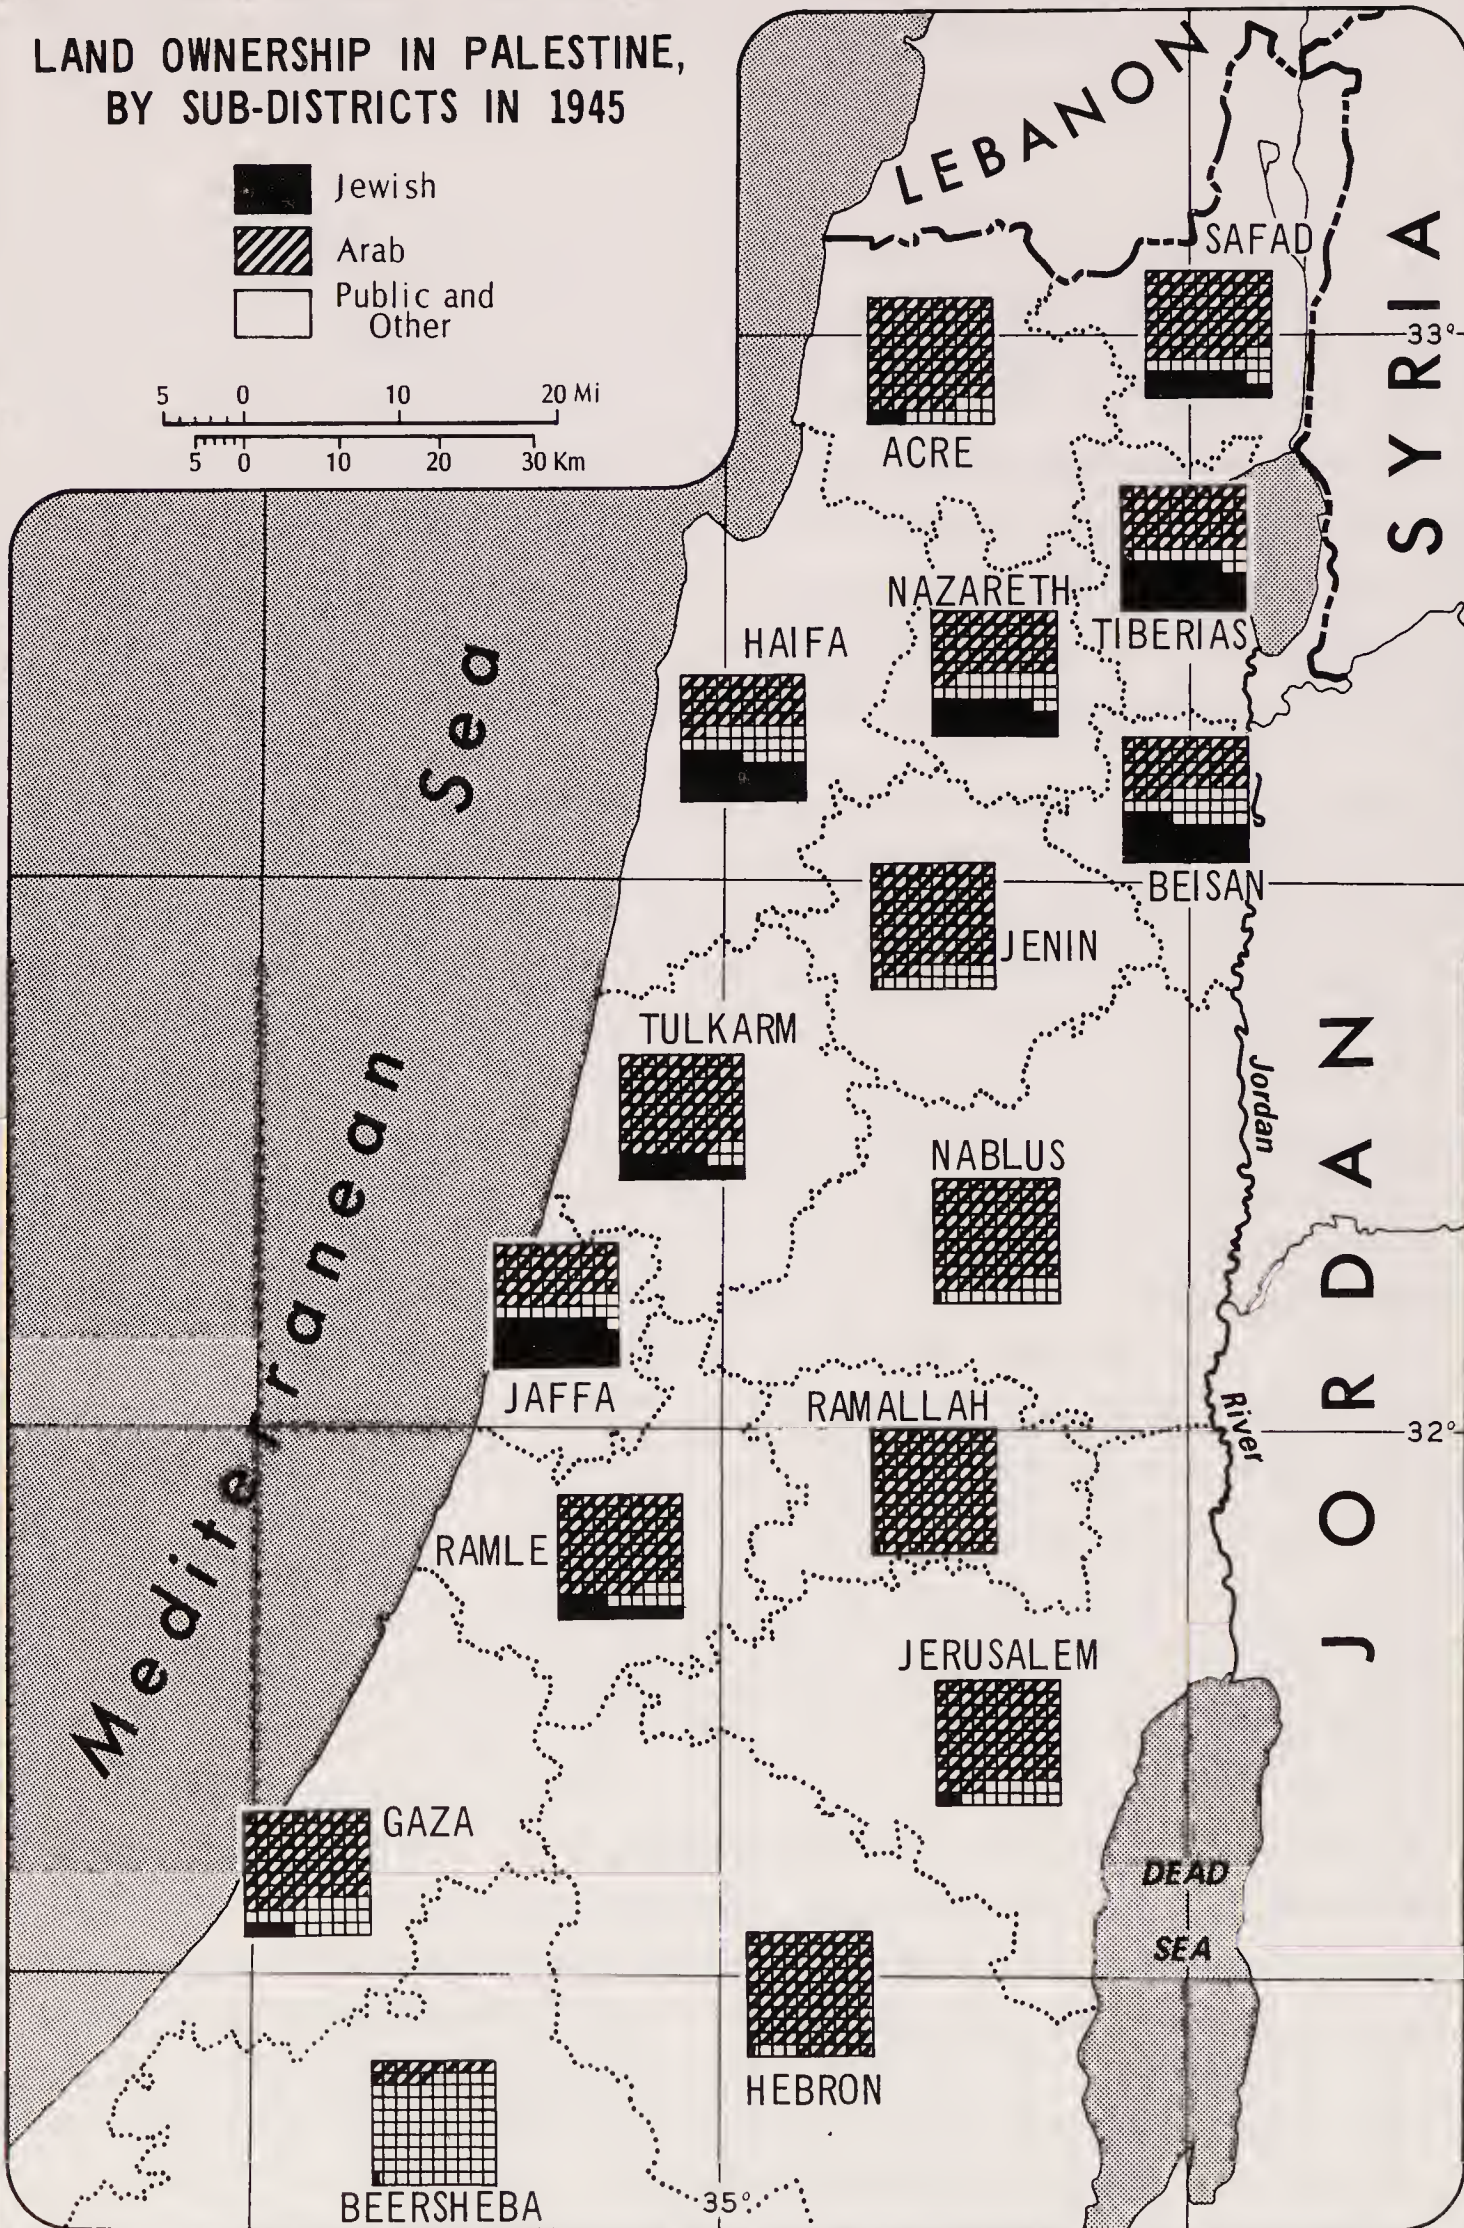 LAND OWNERSHIP IN PALESTINE,
BY SUB-DISTRICTS IN 1945
Jewish
Arab
Public and
Other
5 0 10 20 Mi
5 0 10 20 30 Km
LEBANON
SYRIA
SAFAD
33°
ACRE
NAZARETH
TIBERIAS
HAIFA
BEISAN
JENIN
TULKARM
NABLUS
JAFFA
RAMALLAH
32°
RAMLE
JERUSALEM
GAZA
HEBRON
BEERSHEBA
35°
Mediterranean
Sea
Jordan
River
JORDAN
DEAD
SEA